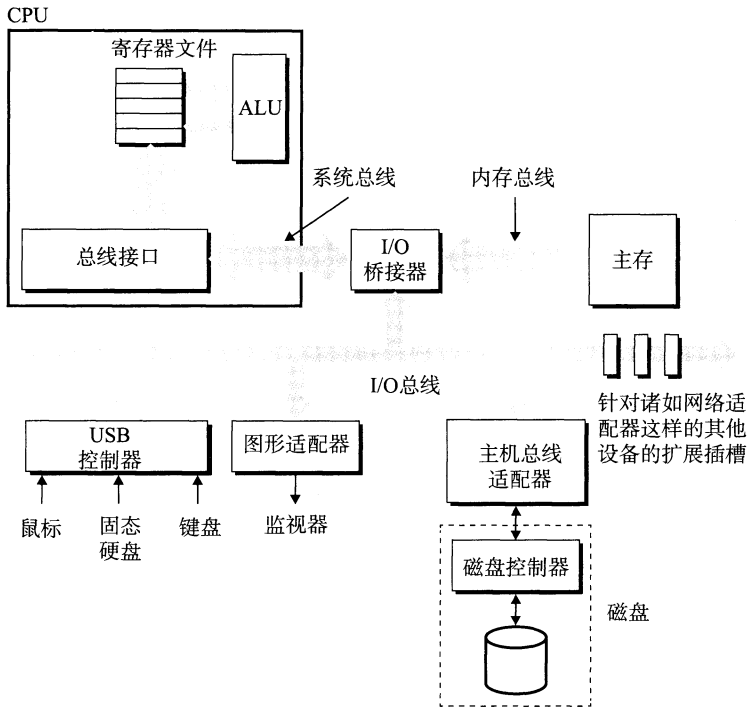 CPU
寄存器文件
ALU
系统总线
内存总线
总线接口
I/O
桥接器
主存
I/O总线
针对诸如网络适
配器这样的其他
设备的扩展插槽
USB
控制器
图形适配器
主机总线
适配器
鼠标
固态
硬盘
键盘
监视器
磁盘控制器
磁盘